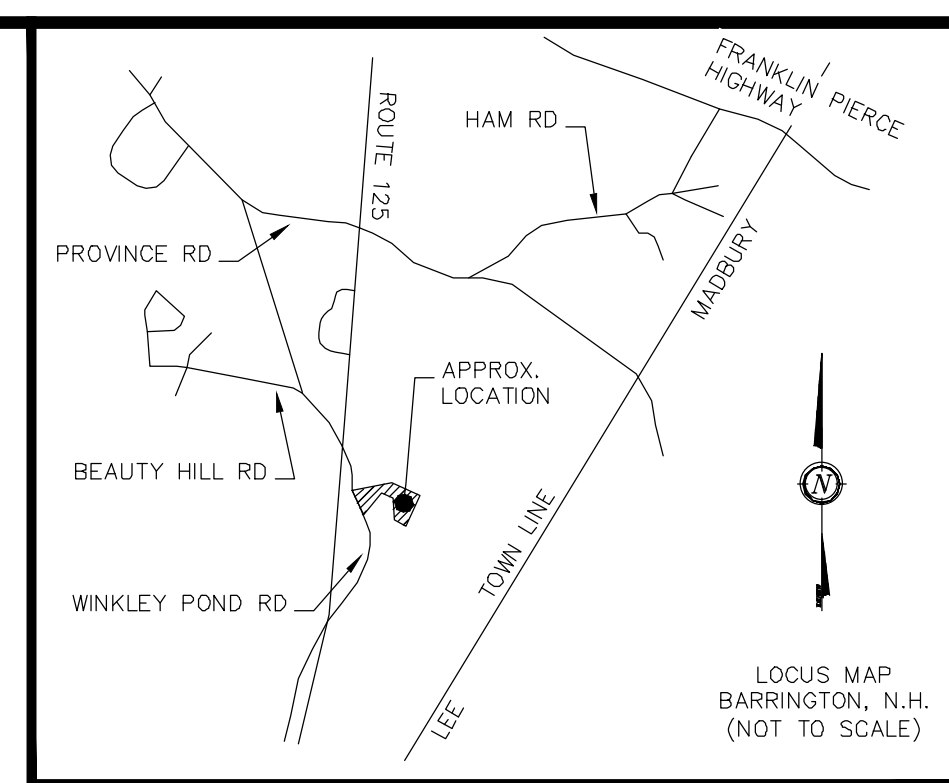 FRANKLIN PIERCE
HIGHWAY
ROUTE 125
HAM RD
PROVINCE RD
MADBURY
APPROX.
LOCATION
BEAUTY HILL RD
N
TOWN LINE
WINKLEY POND RD
LEE
LOCUS MAP
BARRINGTON, N.H.
(NOT TO SCALE)